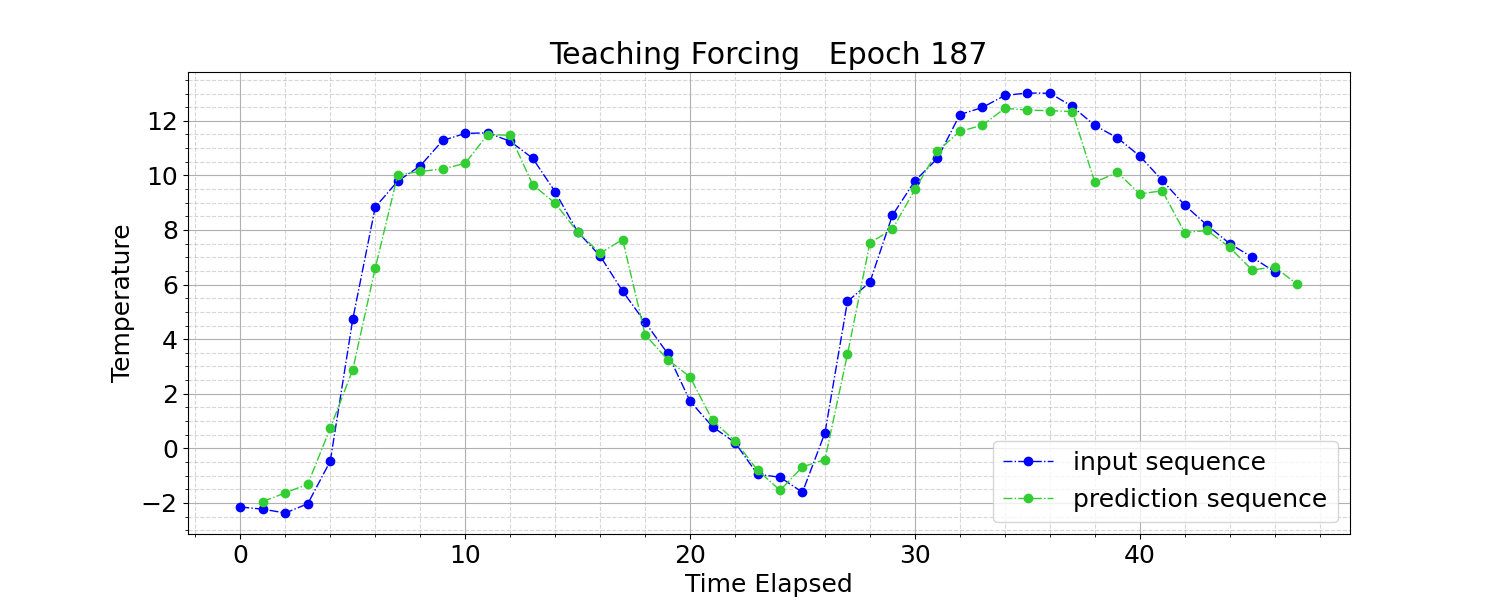 Teaching Forcing   Epoch 187
Temperature
12
10
8
6
4
2
0
−2
input sequence
prediction sequence
0 10 20 30 40
Time Elapsed